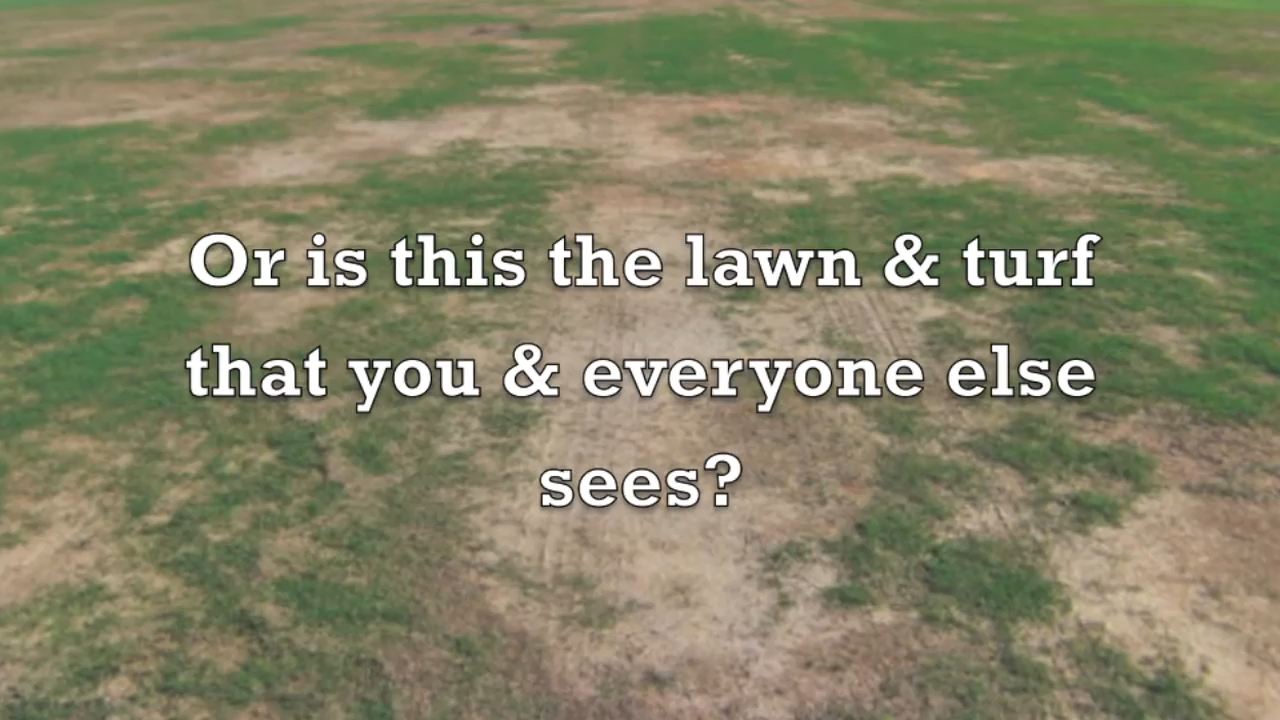 Or is this the lawn & turf
that you & everyone else
sees?